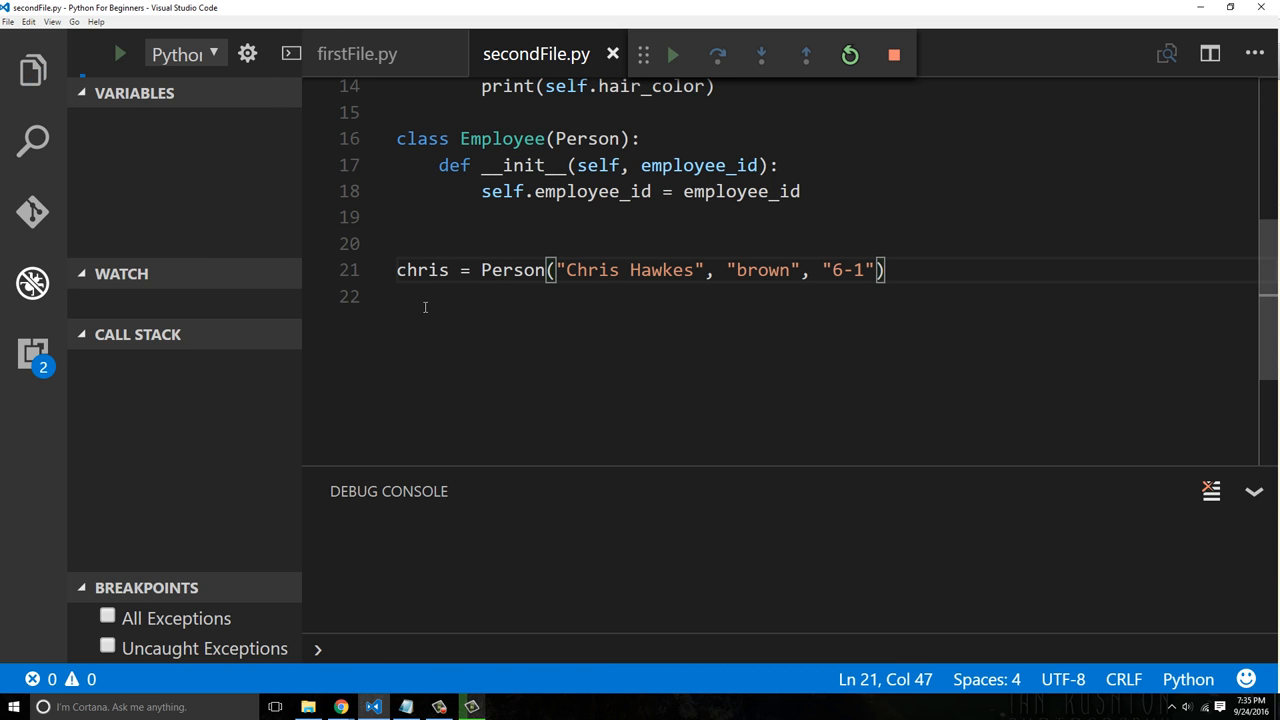 secondFile.py - Python For Beginners - Visual Studio Code
File Edit View Go Help
Pythor firstFile.py secondFile.py
VARIABLES
WATCH
CALL STACK
2
BREAKPOINTS
All Exceptions
Uncaught Exceptions
14 print(self.hair_color)
15
16 class Employee(Person):
17 def __init__(self, employee_id):
18 self.employee_id = employee_id
19
20
21 chris = Person("Chris Hawkes", "brown", "6-1")
22
DEBUG CONSOLE
0 0 Ln 21, Col 47 Spaces: 4 UTF-8 CRLF Python
I'm Cortana. Ask me anything.
7:35 PM
9/24/2016